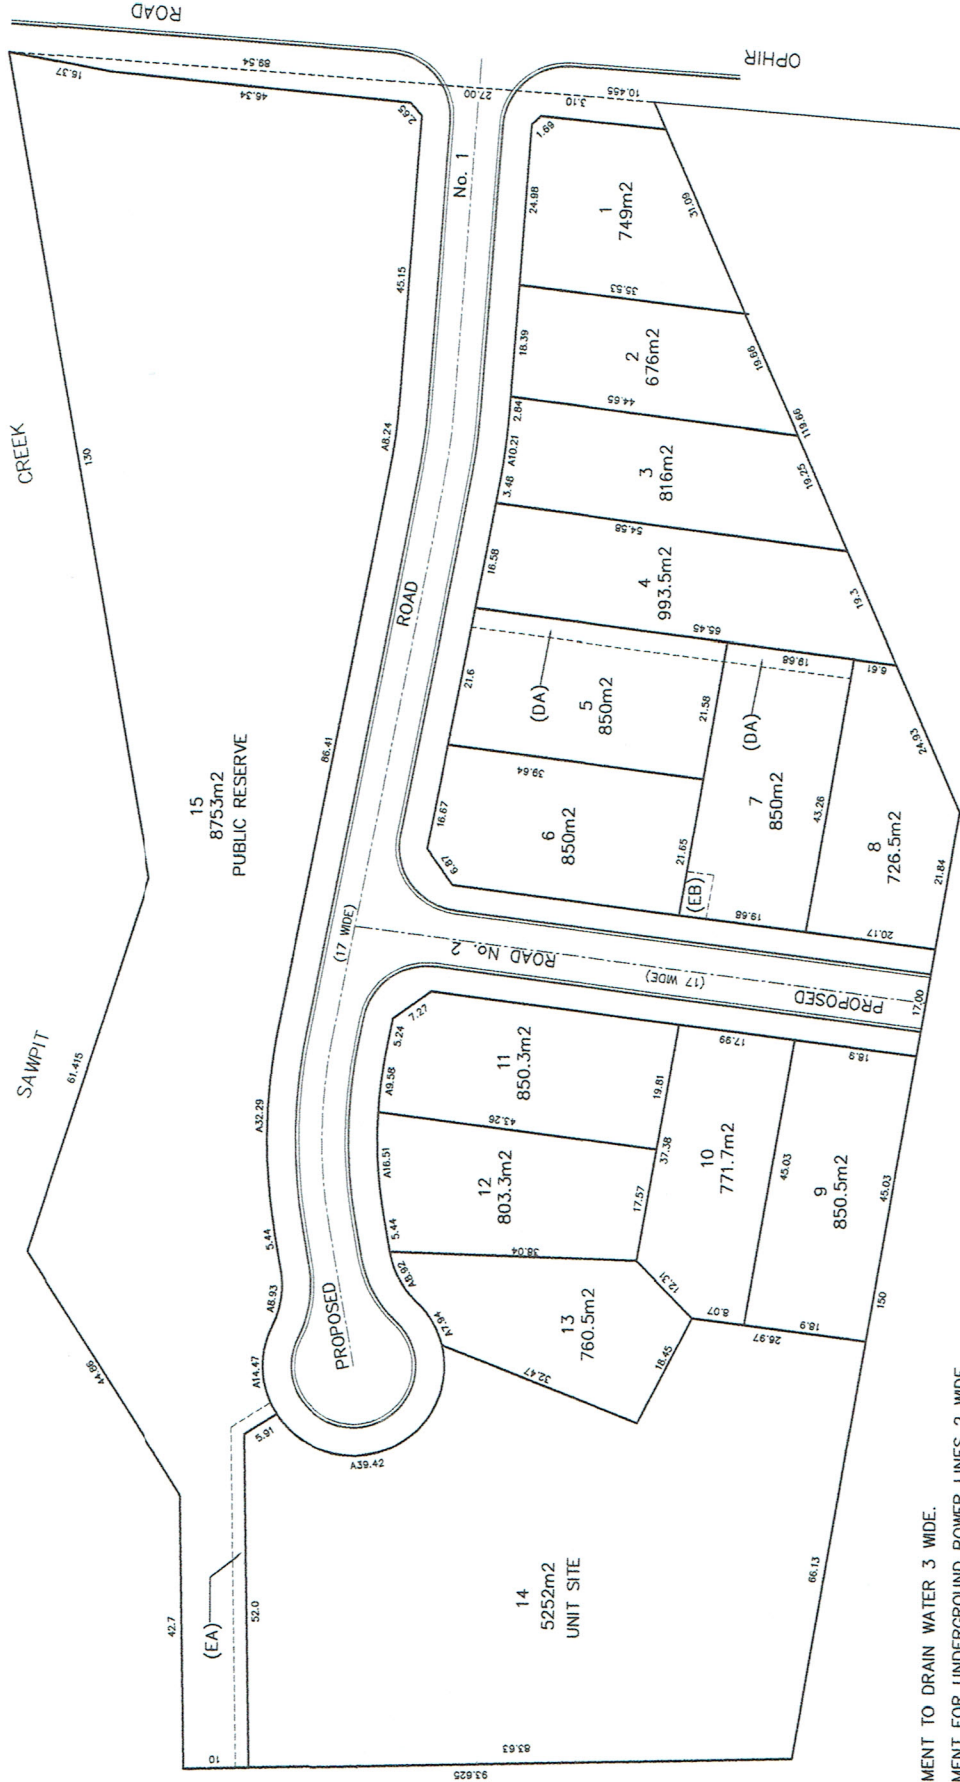 ROAD
OPHIR
CREEK
SAWPIT
16.37
89.54
46.34
2.65
27.00
3.10
10.455
1.69
No. 1
24.98
1
749m2
31.09
35.53
130
45.15
18.39
2
676m2
19.66
44.65
2.84
A8.24
A10.21
3.48
3
816m2
119.66
19.25
54.58
16.58
4
993.5m2
19.3
65.45
ROAD
86.41
21.6
(DA)
5
850m2
21.58
19.68
6.61
(DA)
39.64
16.67
6
850m2
6.87
21.65
7
850m2
43.26
24.93
(EB)
19.68
8
726.5m2
21.84
20.17
15
8753m2
PUBLIC RESERVE
(17 WIDE)
ROAD No. 2
(17 WIDE)
PROPOSED
17.00
61.415
A32.29
7.27
5.24
A9.58
11
850.3m2
17.99
18.9
19.81
43.26
37.38
A16.51
12
803.3m2
17.57
10
771.7m2
45.03
9
850.5m2
45.03
5.44
5.44
38.04
A8.93
A8.92
PROPOSED
A7.94
13
760.5m2
12.31
8.07
18.9
26.97
150
18.45
32.47
A14.47
44.86
5.91
A39.42
42.7
(EA)
52.0
14
5252m2
UNIT SITE
66.13
10
83.63
93.625
MENT TO DRAIN WATER 3 WIDE.
MENT FOR UNDERGROUND POWER LINES 2 WIDE